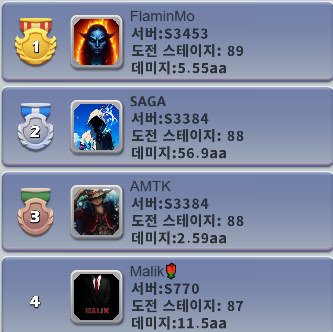 1
FlaminMo
서버:S3453
도전 스테이지: 89
데미지:5.55aa
2
SAGA
서버:S3384
도전 스테이지: 88
데미지:56.9aa
3
AMTK
서버:S3384
도전 스테이지: 88
데미지:2.59aa
4
MALIK
Malik🌹
서버:S770
도전 스테이지: 87
데미지:11.5aa